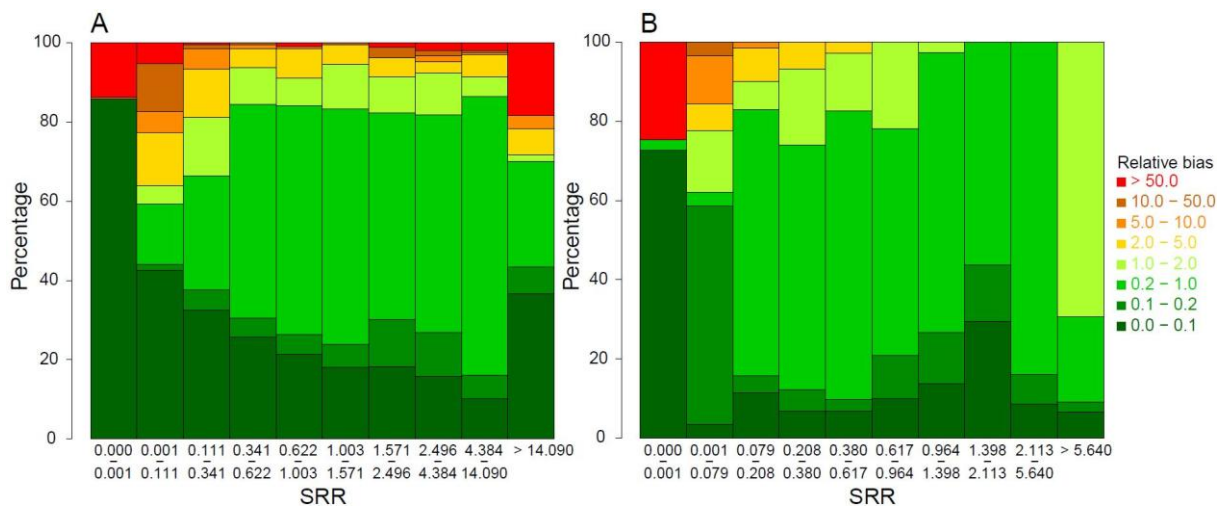 A
B
100
80
60
40
20
0
Percentage
0.000 0.001 0.111 0.341 0.622 1.003 1.571 2.496 4.384 > 14.090
– – – – – – – – –
0.001 0.111 0.341 0.622 1.003 1.571 2.496 4.384 14.090
SRR
100
80
60
40
20
0
Percentage
0.000 0.001 0.079 0.208 0.380 0.617 0.964 1.398 2.113 > 5.640
– – – – – – – – –
0.001 0.079 0.208 0.380 0.617 0.964 1.398 2.113 5.640
SRR
Relative bias
> 50.0
10.0 – 50.0
5.0 – 10.0
2.0 – 5.0
1.0 – 2.0
0.2 – 1.0
0.1 – 0.2
0.0 – 0.1